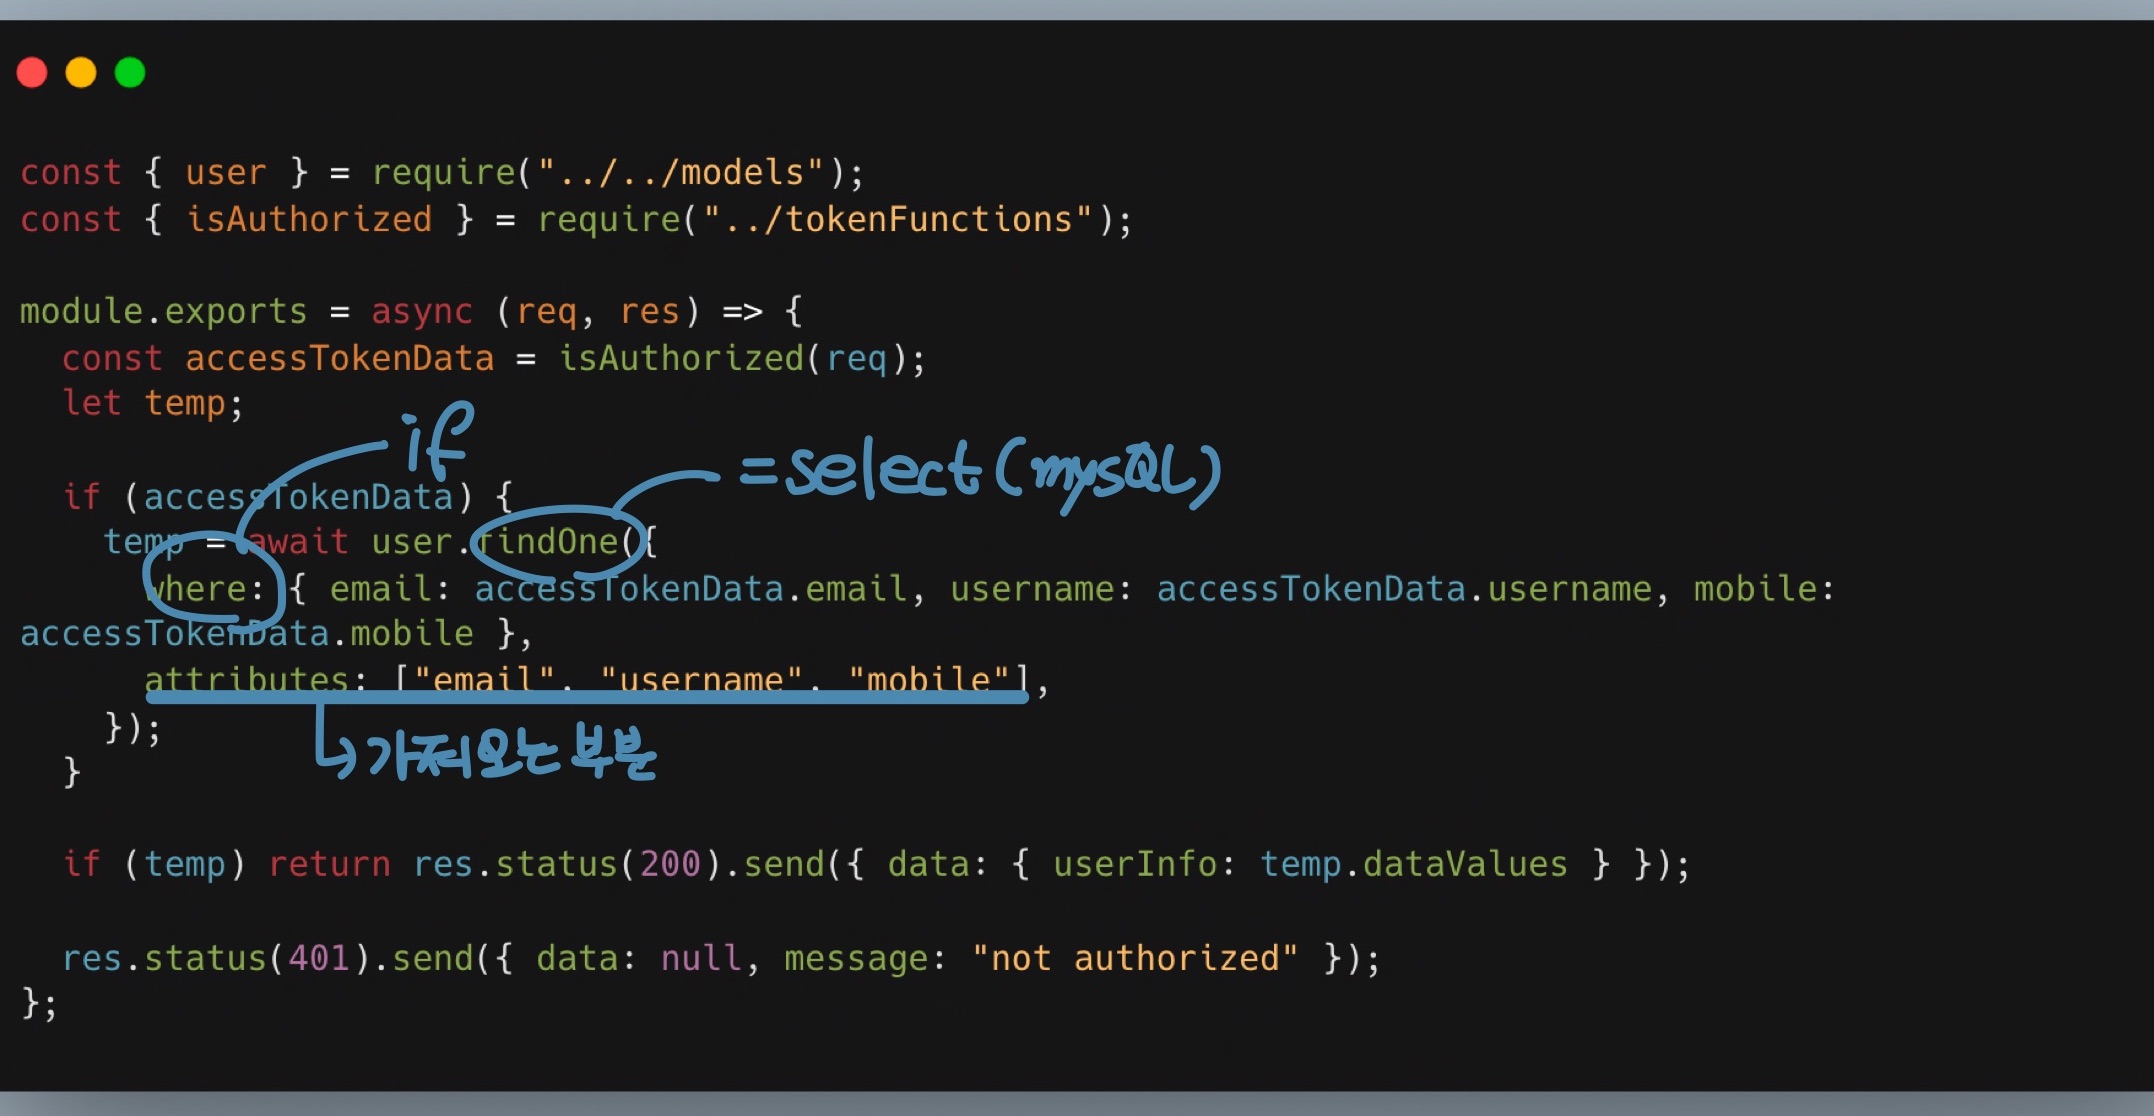 const { user } = require("../../models");
const { isAuthorized } = require("../tokenFunctions");
module.exports = async (req, res) => {
const accessTokenData = isAuthorized(req);
let temp;
if
=select(mySQL)
if (accessTokenData) {
temp = await user.findOne({
where: { email: accessTokenData.email, username: accessTokenData.username, mobile:
accessTokenData.mobile },
attributes: ["email", "username", "mobile"],
});
가져오는 부분
}
if (temp) return res.status(200).send({ data: { userInfo: temp.dataValues } });
res.status(401).send({ data: null, message: "not authorized" });
};